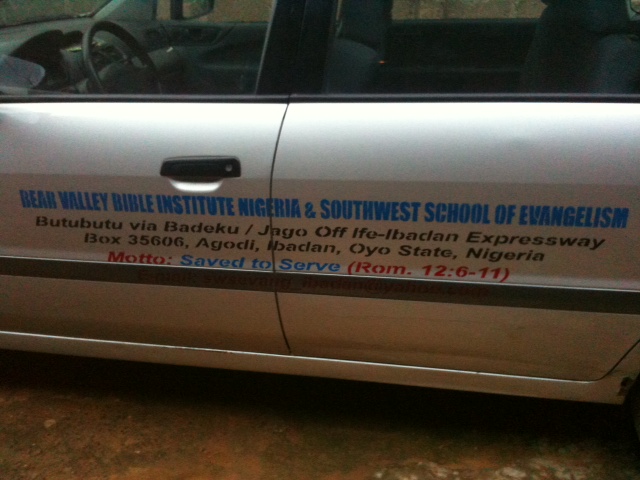 BEAR VALLEY BIBLE INSTITUTE NIGERIA & SOUTHWEST SCHOOL OF EVANGELISM
Butubutu via Badeku / Jago Off Ife-Ibadan Expressway
Box 35606, Agodi, Ibadan, Oyo State, Nigeria
Motto: Saved to Serve (Rom. 12:6-11)